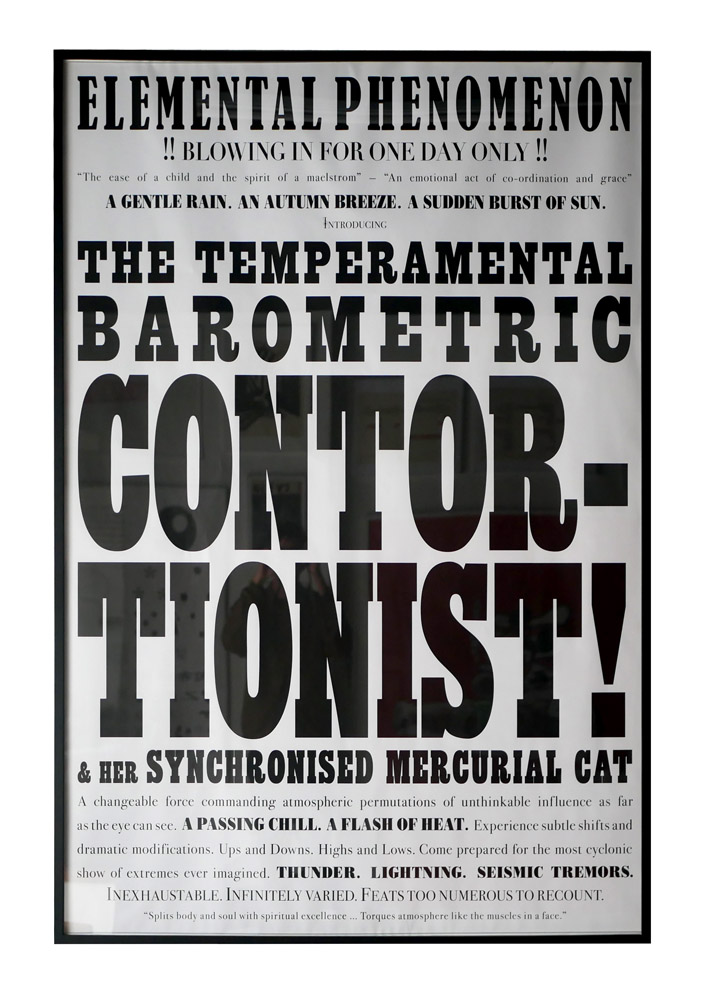 ELEMENTAL PHENOMENON
!! BLOWING IN FOR ONE DAY ONLY !!
“The ease of a child and the spirit of a maelstrom” – “An emotional act of co-ordination and grace”
A GENTLE RAIN. AN AUTUMN BREEZE. A SUDDEN BURST OF SUN.
INTRODUCING
THE TEMPERAMENTAL
BAROMETRIC
CONTOR-
TIONIST!
& HER SYNCHRONISED MERCURIAL CAT
A changeable force commanding atmospheric permutations of unthinkable influence as far
as the eye can see. A PASSING CHILL. A FLASH OF HEAT. Experience subtle shifts and
dramatic modifications. Ups and Downs. Highs and Lows. Come prepared for the most cyclonic
show of extremes ever imagined. THUNDER. LIGHTNING. SEISMIC TREMORS.
INEXHAUSTABLE. INFINITELY VARIED. FEATS TOO NUMEROUS TO RECOUNT.
“Splits body and soul with spiritual excellence ... Torques atmosphere like the muscles in a face.”